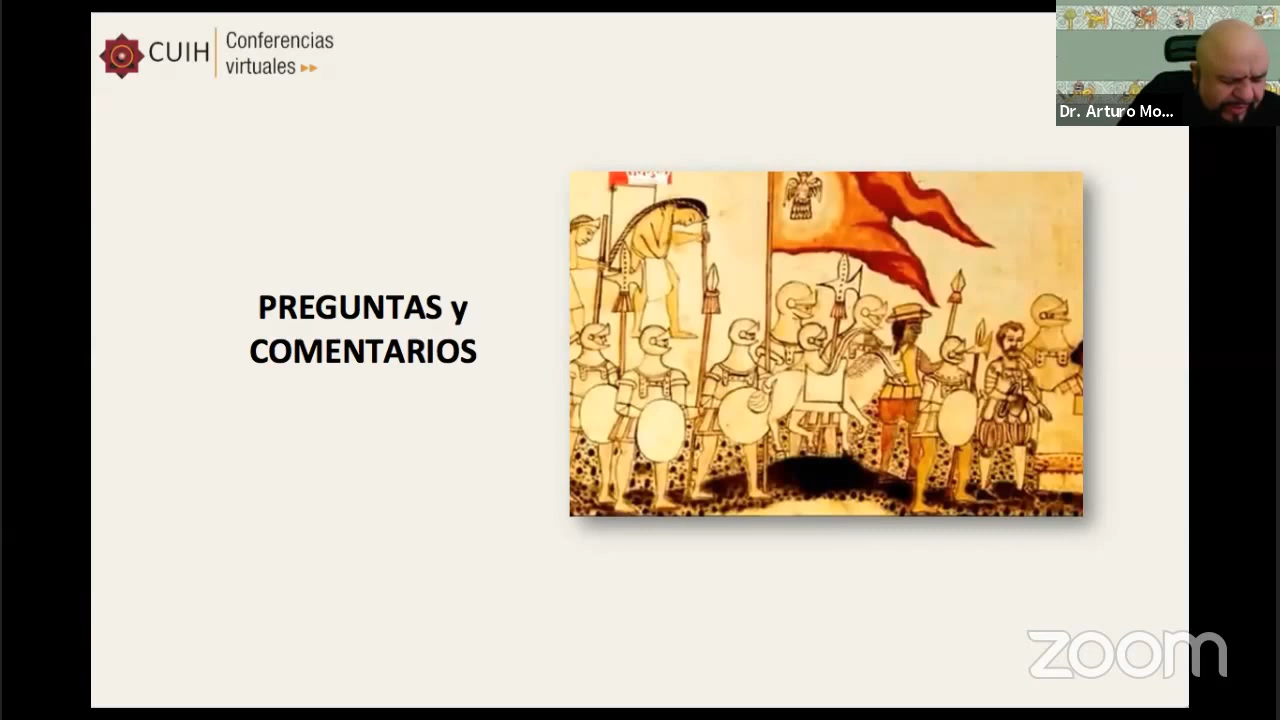 CUIH
Conferencias
virtuales
Dr. Arturo Mo...
PREGUNTAS y
COMENTARIOS
zoom